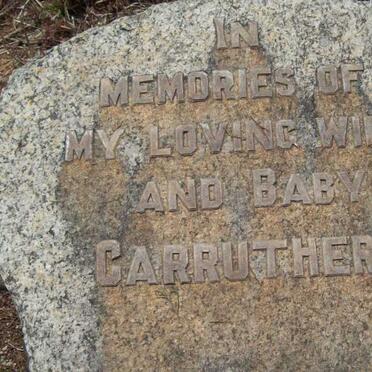 IN
MEMORIES OF
MY LOVING WI
AND BABY
CARRUTHER